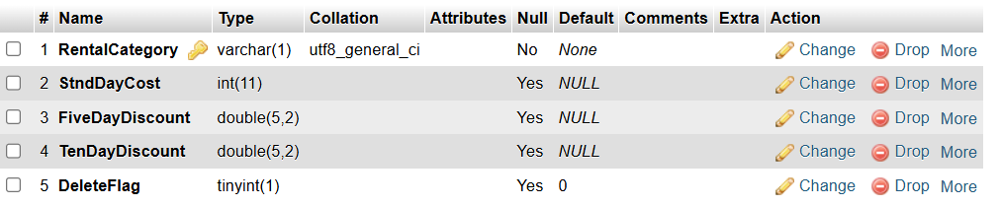 # Name Type Collation Attributes Null Default Comments Extra Action
1 RentalCategory varchar(1) utf8_general_ci No None Change Drop More
2 StndDayCost int(11) Yes NULL Change Drop More
3 FiveDayDiscount double(5,2) Yes NULL Change Drop More
4 TenDayDiscount double(5,2) Yes NULL Change Drop More
5 DeleteFlag tinyint(1) Yes 0 Change Drop More